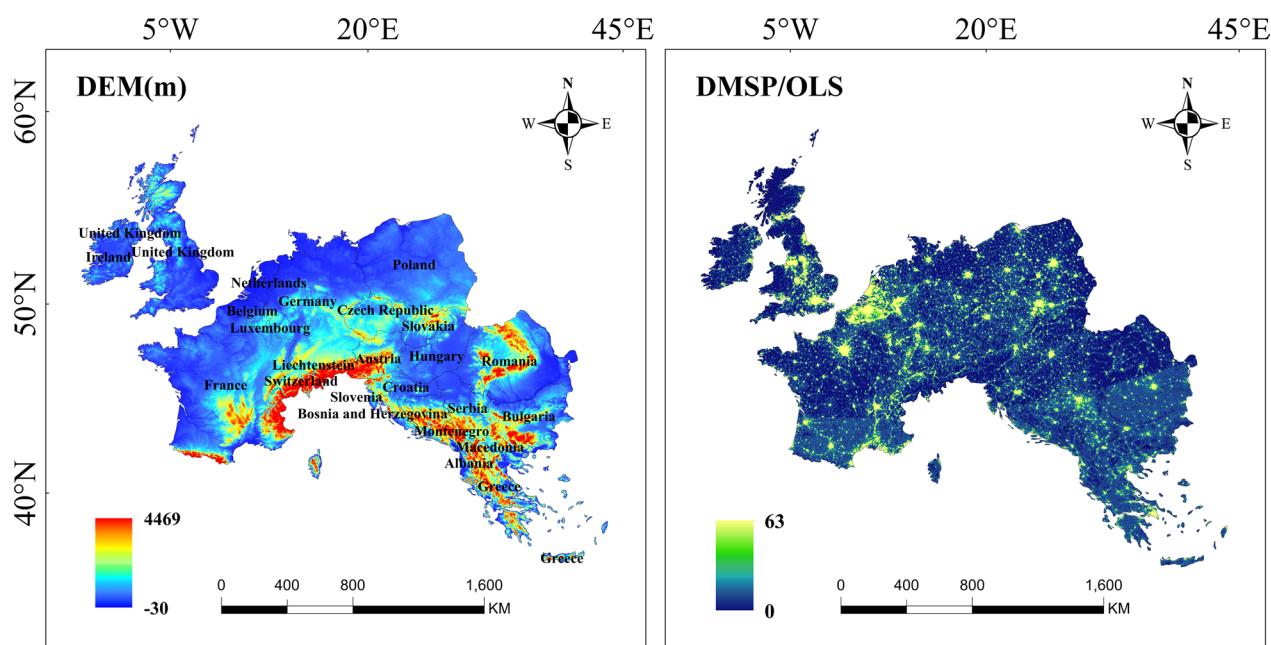 5°W 20°E 45°E
5°W 20°E 45°E
DEM(m)
N
W E
S
DMSP/OLS
N
W E
S
60°N
50°N
40°N
United Kingdom
Ireland
United Kingdom
Netherlands
Poland
Germany
Belgium
Czech Republic
Luxembourg
Slovakia
Hungary
Austria
Romania
Liechtenstein
Switzerland
France
Croatia
Slovenia
Bosnia and Herzegovina
Serbia
Bulgaria
Montenegro
Macedonia
Albania
Greece
Greece
4469
-30
0 400 800 1,600
KM
63
0
0 400 800 1,600
KM